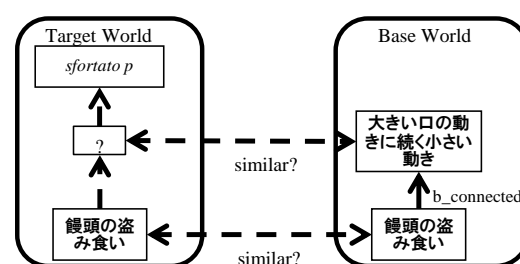 Target World
Base World
sfortato p
?
大きい口の動
きに続く小さい
動き
similar?
b_connected
饅頭の盗
み食い
饅頭の盗
み食い
similar?